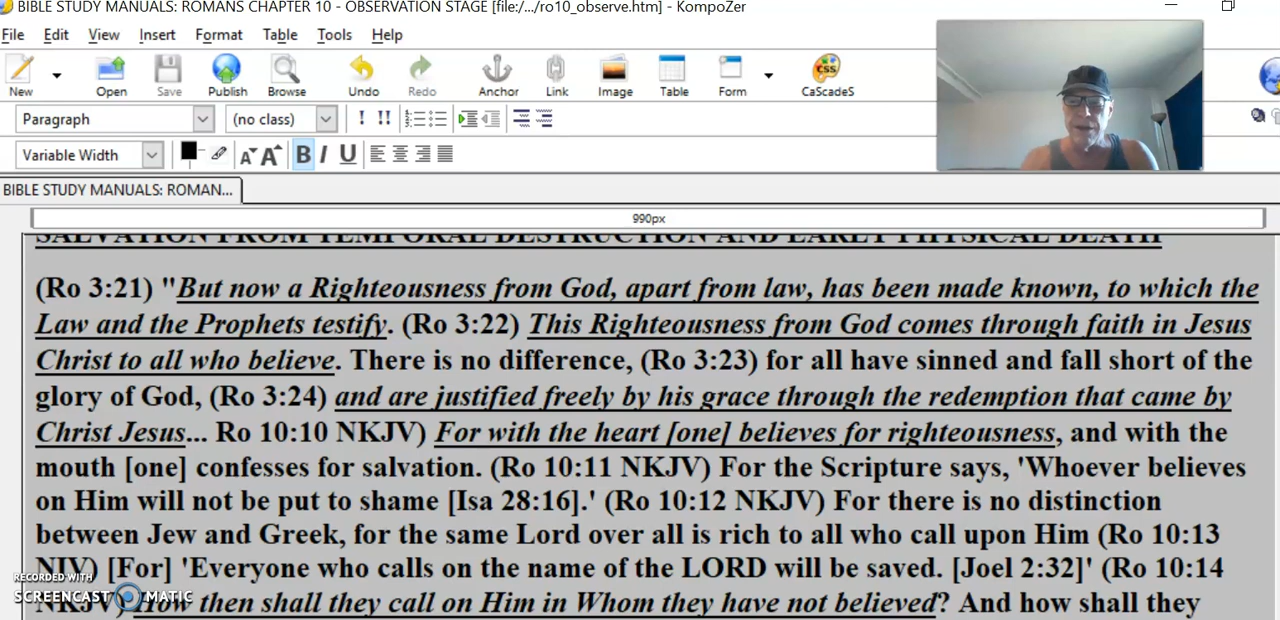 BIBLE STUDY MANUALS: ROMANS CHAPTER 10 - OBSERVATION STAGE [file:/.../ro10_observe.htm] - KompoZer
File Edit View Insert Format Table Tools Help
New Open Save Publish Browse Undo Redo Anchor Link Image Table Form CaScadeS
Paragraph (no class) ! !!
Variable Width A A B I U
BIBLE STUDY MANUALS: ROMAN...
990px
SALVATION FROM TEMPORAL DESTRUCTION AND EARLY PHYSICAL DEATH
(Ro 3:21) "But now a Righteousness from God, apart from law, has been made known, to which the
Law and the Prophets testify. (Ro 3:22) This Righteousness from God comes through faith in Jesus
Christ to all who believe. There is no difference, (Ro 3:23) for all have sinned and fall short of the
glory of God, (Ro 3:24) and are justified freely by his grace through the redemption that came by
Christ Jesus... Ro 10:10 NKJV) For with the heart [one] believes for righteousness, and with the
mouth [one] confesses for salvation. (Ro 10:11 NKJV) For the Scripture says, 'Whoever believes
on Him will not be put to shame [Isa 28:16].' (Ro 10:12 NKJV) For there is no distinction
between Jew and Greek, for the same Lord over all is rich to all who call upon Him (Ro 10:13
NIV) [For] 'Everyone who calls on the name of the LORD will be saved. [Joel 2:32]' (Ro 10:14
NKJV) How then shall they call on Him in Whom they have not believed? And how shall they
RECORDED WITH
SCREENCAST MATIC